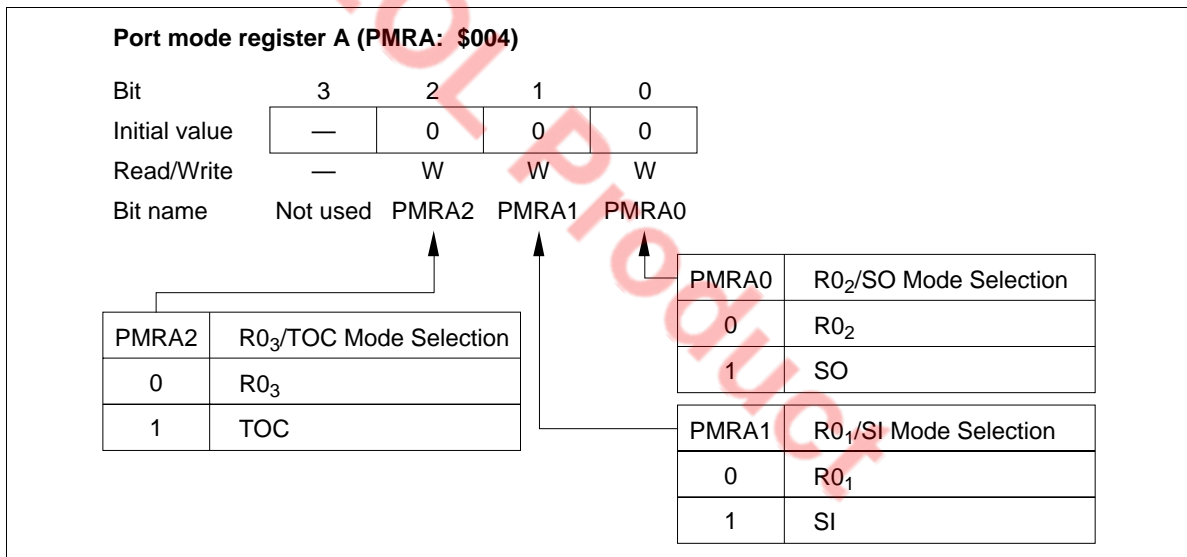 Port mode register A (PMRA: $004)
Bit 3 2 1 0
Initial value — 0 0 0
Read/Write — W W W
Bit name Not used PMRA2 PMRA1 PMRA0
PMRA2 R0₃/TOC Mode Selection
0 R0₃
1 TOC
PMRA0 R0₂/SO Mode Selection
0 R0₂
1 SO
PMRA1 R0₁/SI Mode Selection
0 R0₁
1 SI
OL Product